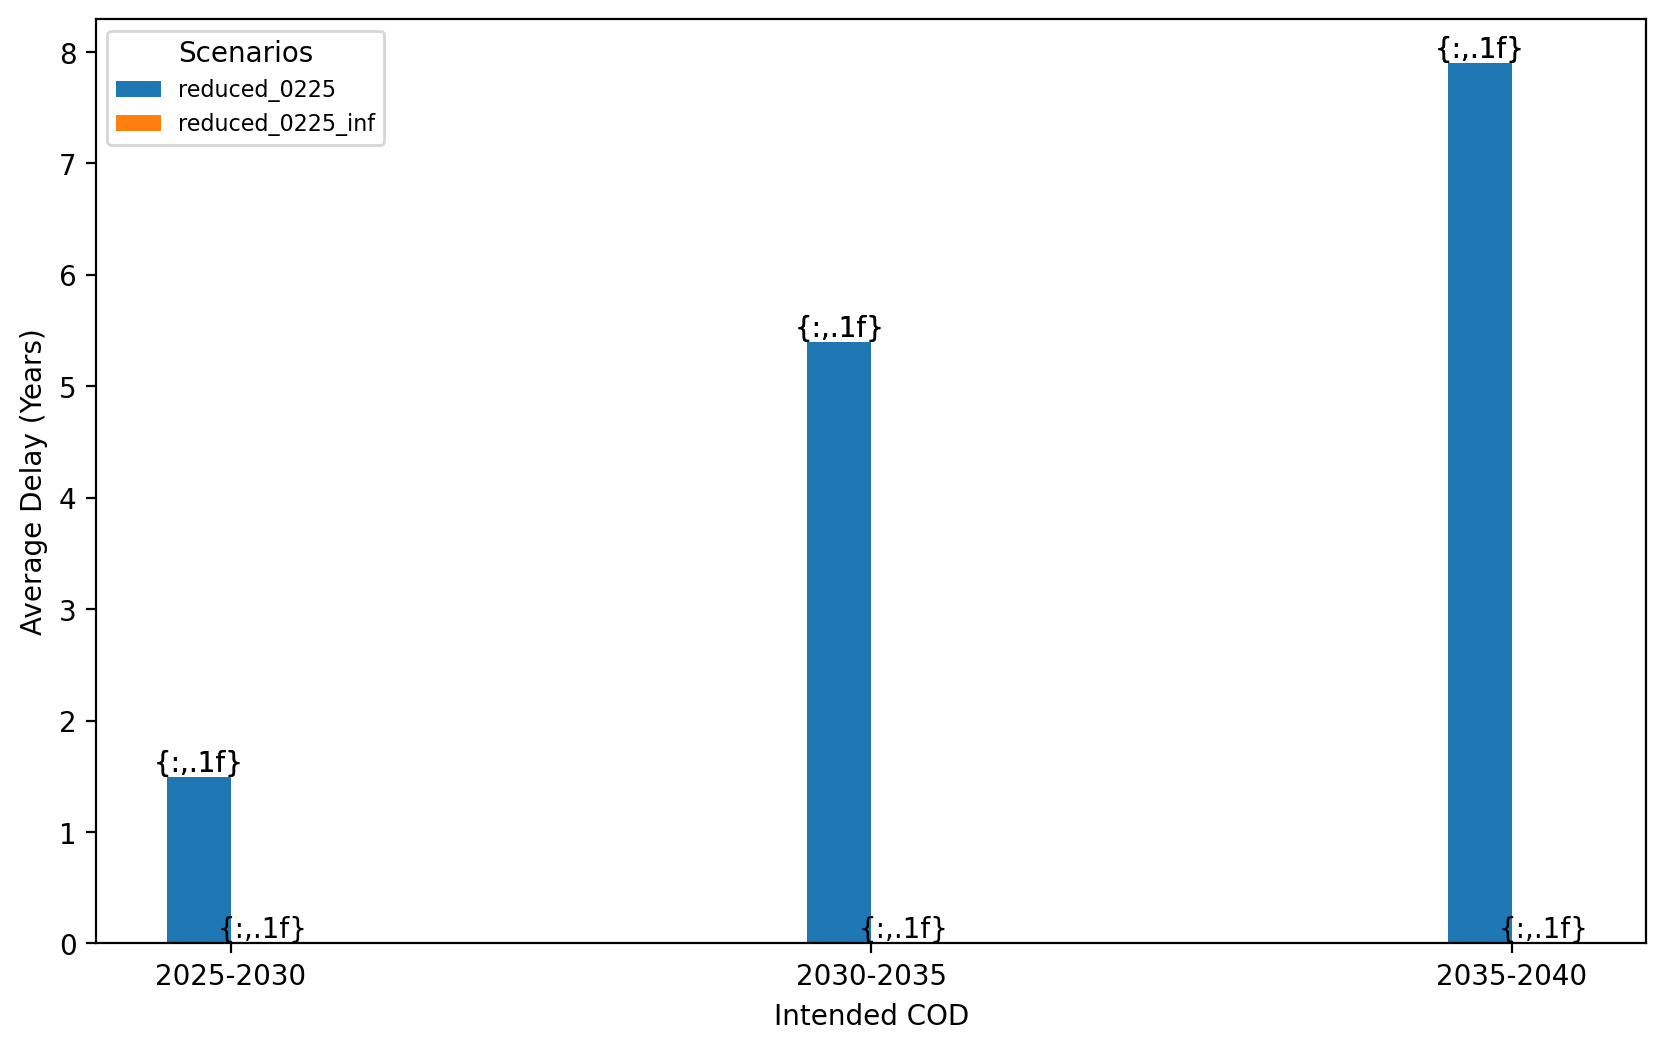 Scenarios
reduced_0225
reduced_0225_inf
Average Delay (Years)
8
7
6
5
4
3
2
1
0
{:,.1f}
{:,.1f}
{:,.1f}
{:,.1f}
{:,.1f}
{:,.1f}
2025-2030
2030-2035
2035-2040
Intended COD